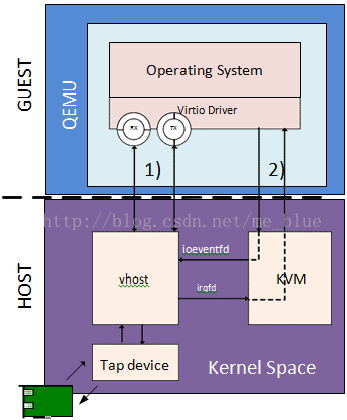 GUEST
QEMU
Operating System
Virtio Driver
RX
TX
1)
2)
http://blog.csdn.net/me_blue
HOST
ioeventfd
vhost
irqfd
KVM
Tap device
Kernel Space